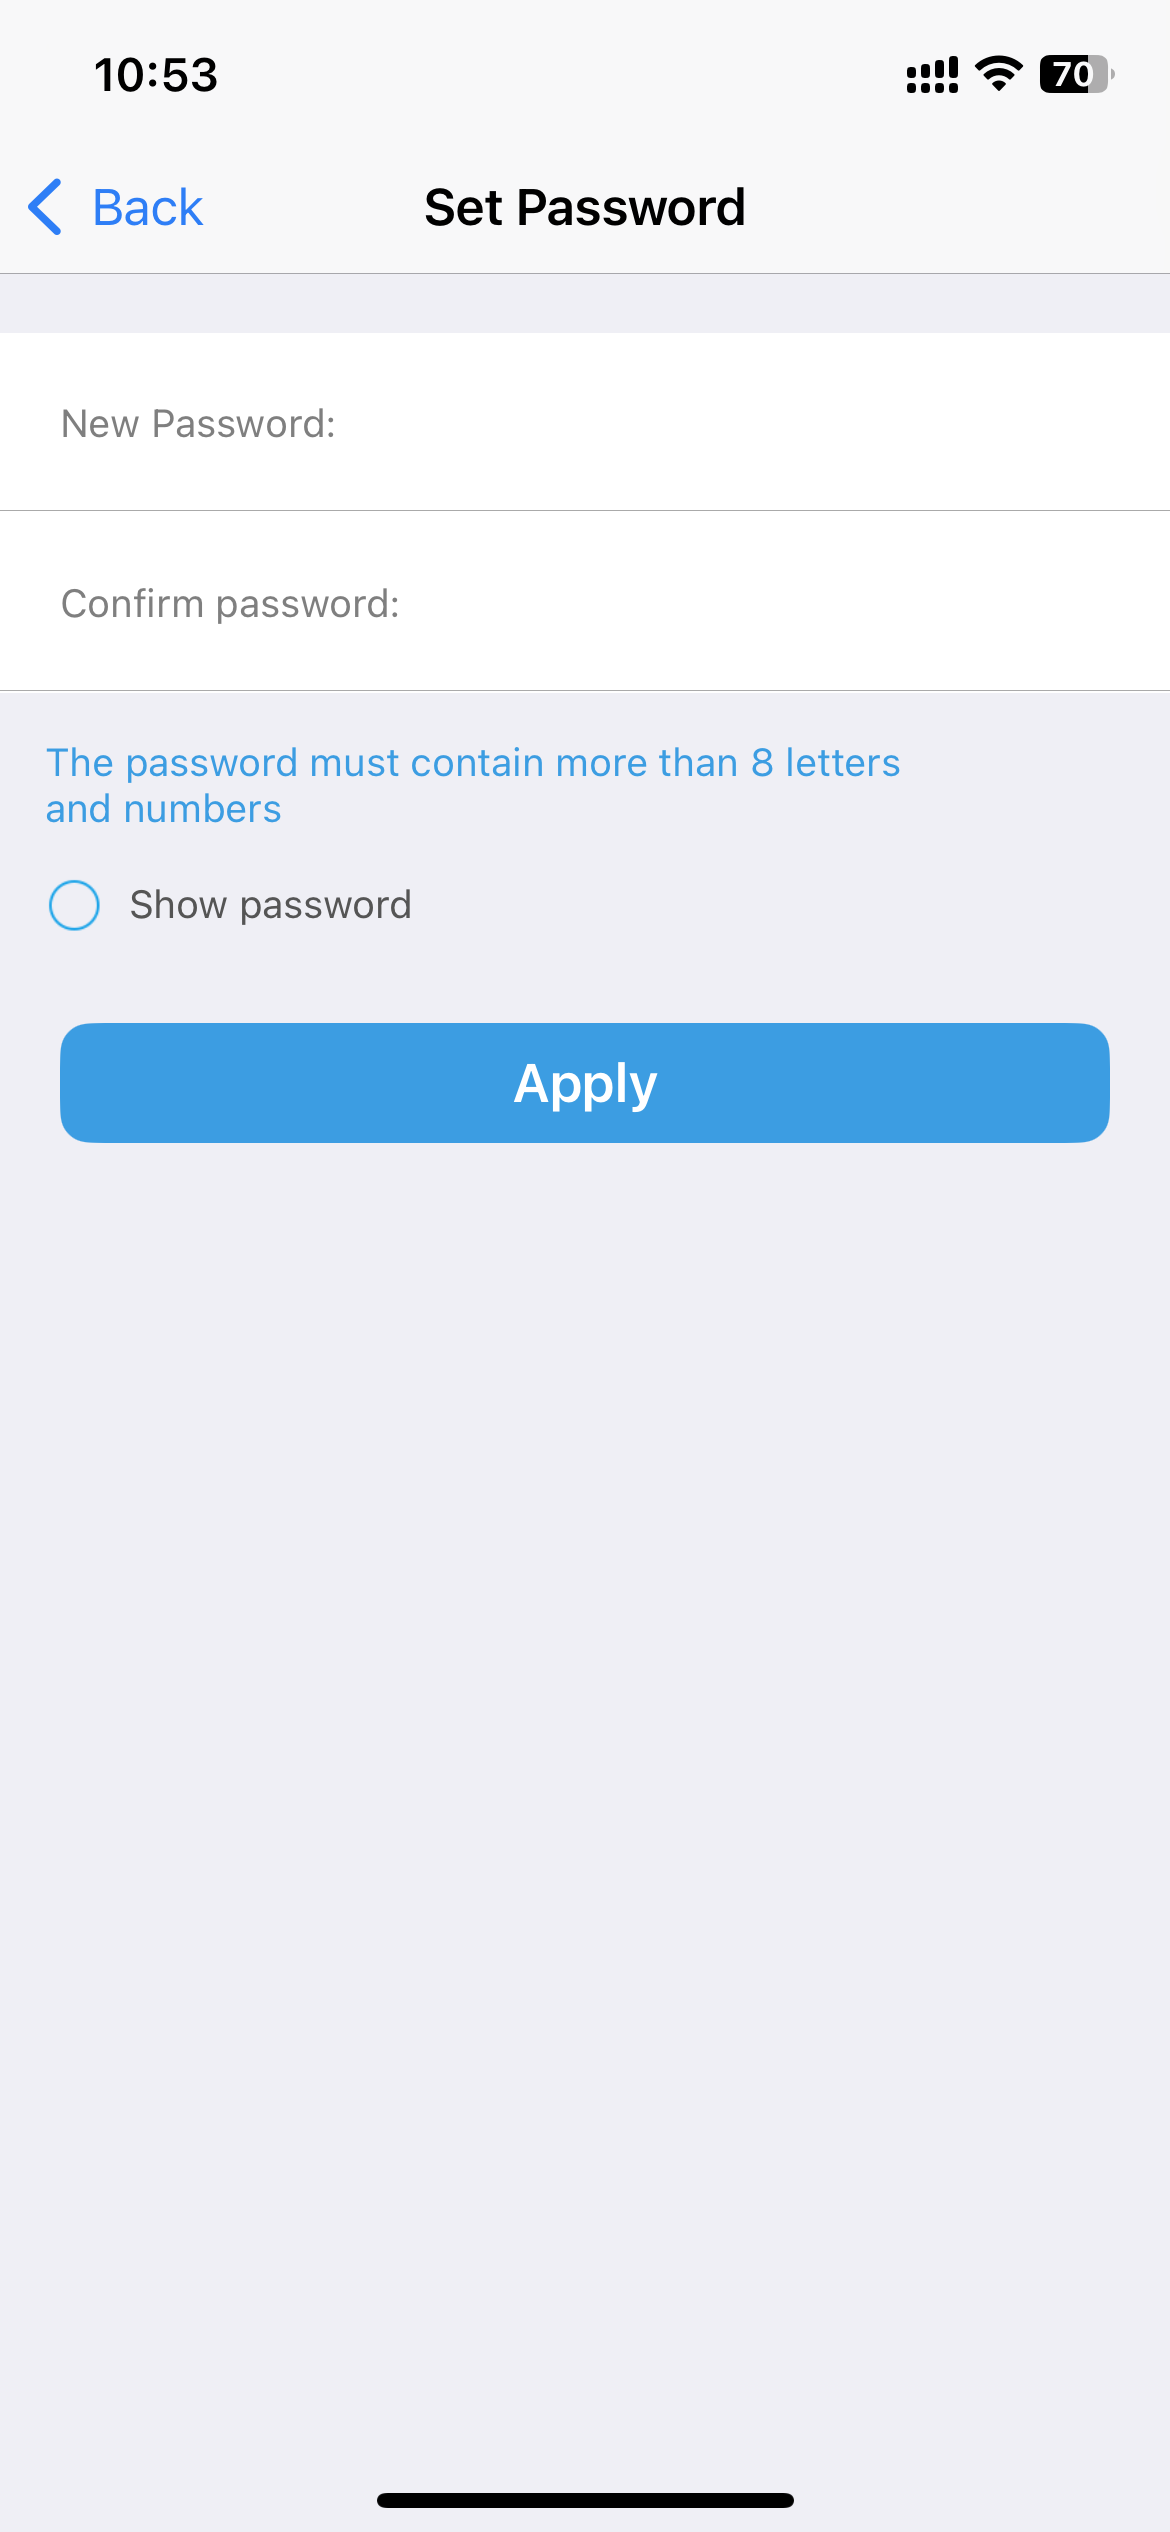 10:53
70
Back
Set Password
New Password:
Confirm password:
The password must contain more than 8 letters
and numbers
Show password
Apply